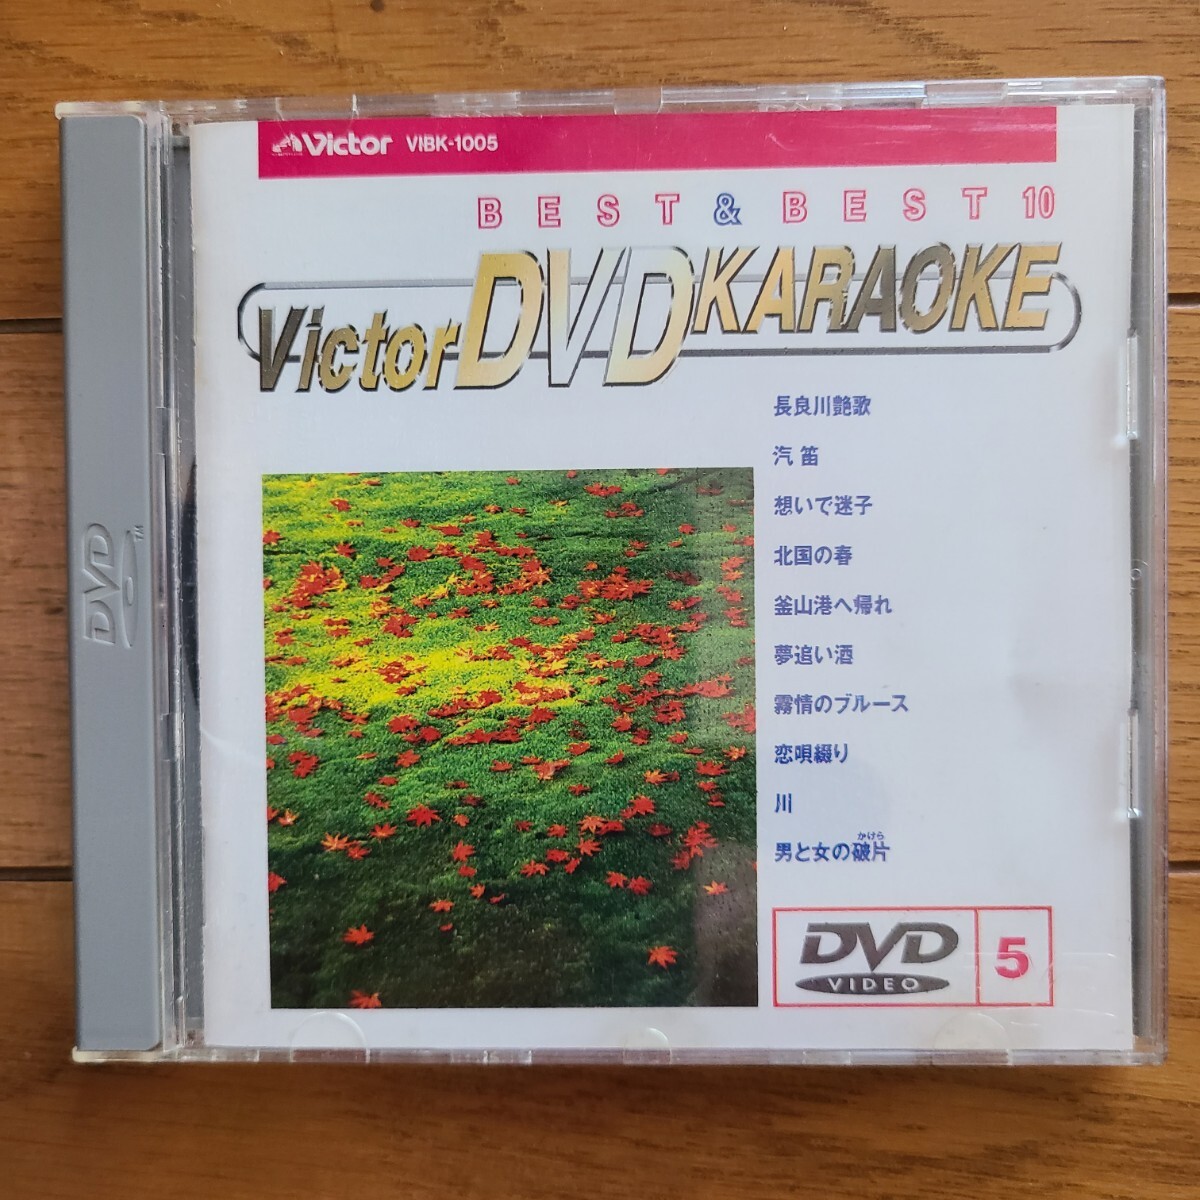 Victor VIBK-1005
BEST & BEST 10
Victor DVD KARAOKE
長良川艶歌
汽笛
想いで迷子
北国の春
釜山港へ帰れ
夢追い酒
霧情のブルース
恋唄綴り
川
男と女の破片
かけら
DVD
VIDEO
5
DVD
TM